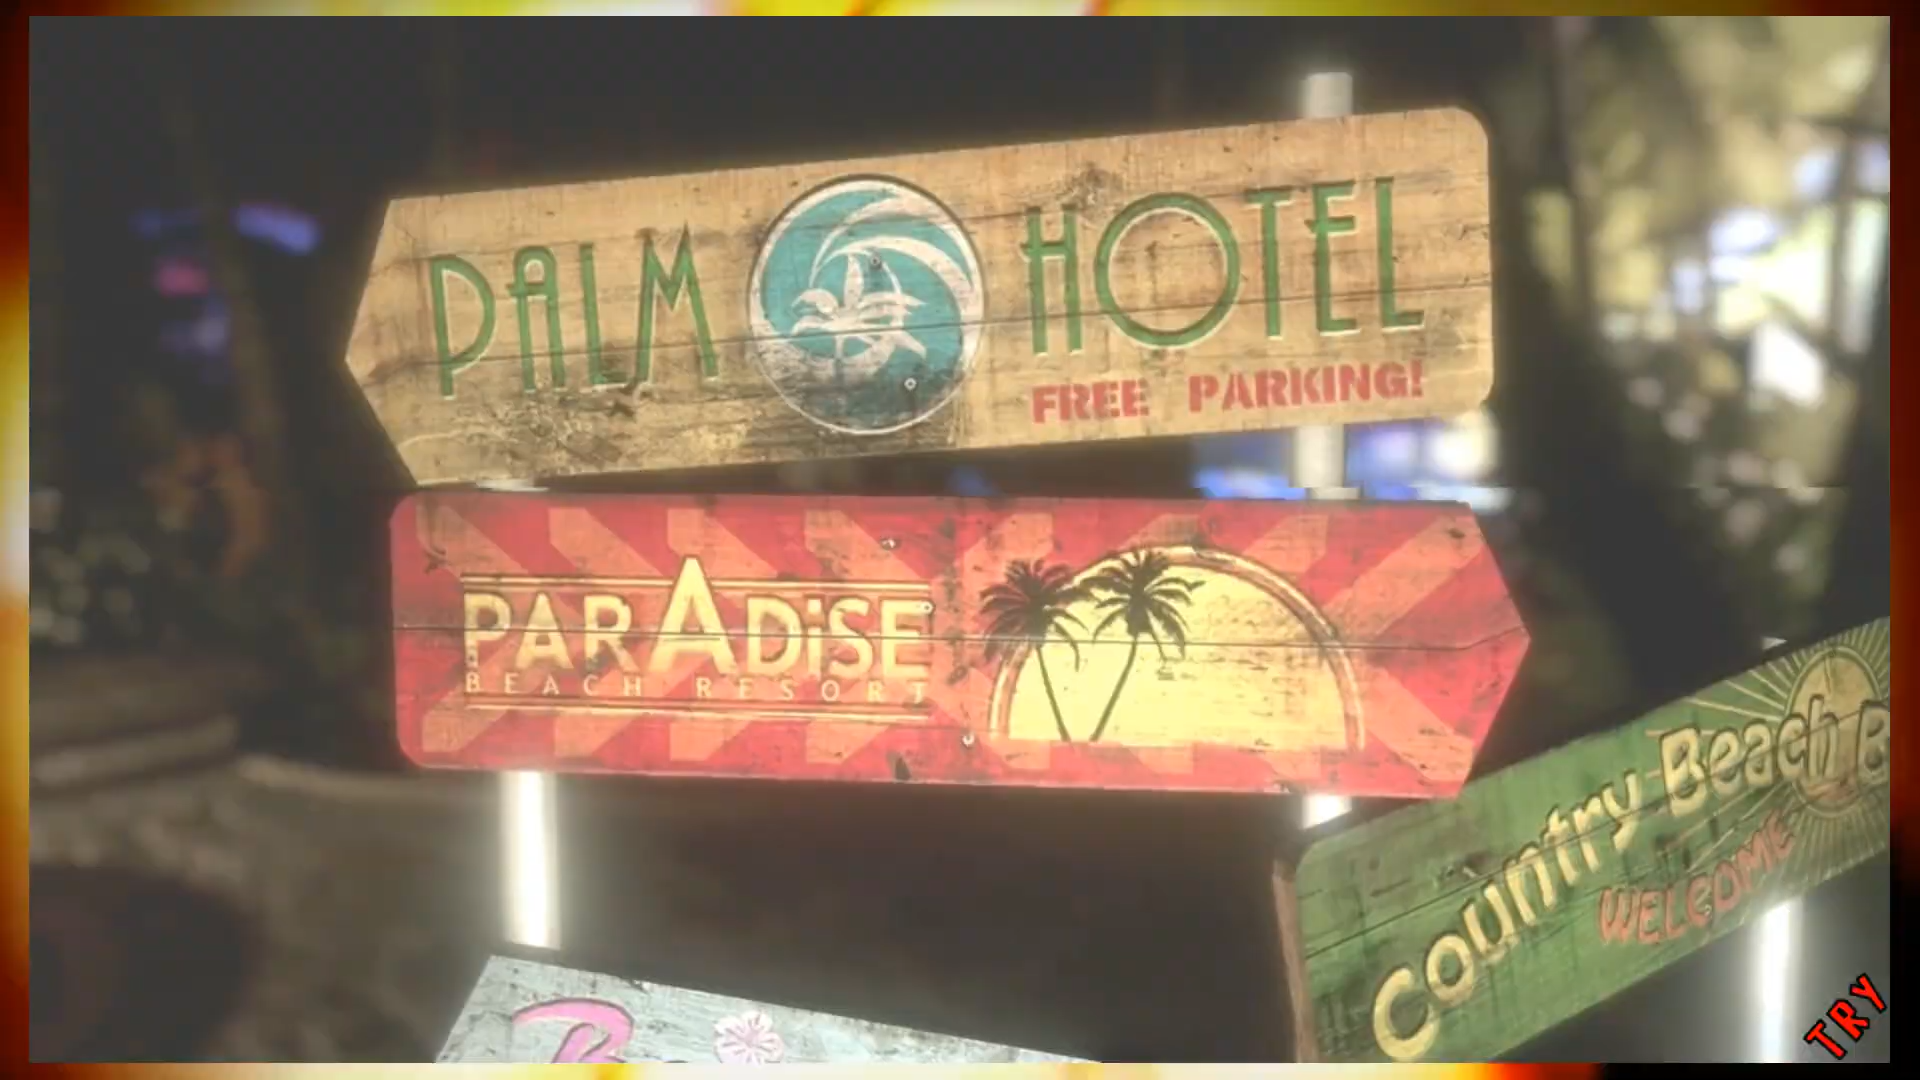 PALM HOTEL
FREE PARKING!
PARADiSE
BEACH RESORT
Country Beach
WELCOME
TRY